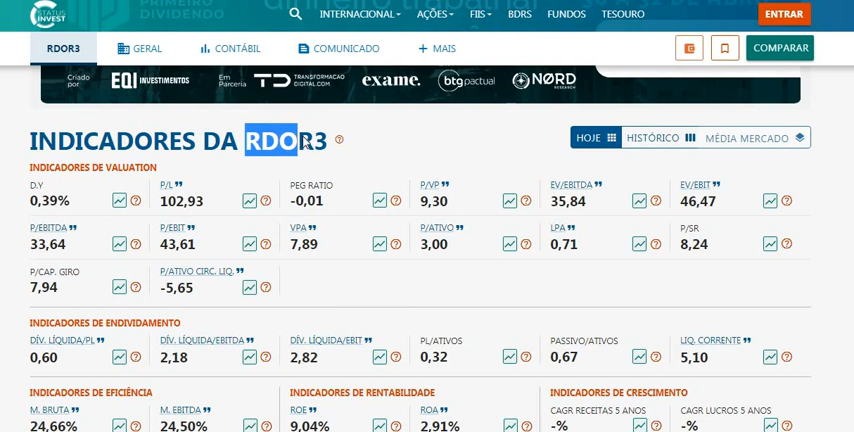 PRIMEIRO
DIVIDENDO
STATUS
INVEST
INTERNACIONAL AÇÕES FIIS BDRS FUNDOS TESOURO
ENTRAR
RDOR3 GERAL CONTÁBIL COMUNICADO + MAIS
COMPARAR
Criado por EQI INVESTIMENTOS Em Parceria TD TRANSFORMACAO DIGITAL.COM exame. btg pactual NØRD RESEARCH
INDICADORES DA RDOR3
HOJE HISTÓRICO MÉDIA MERCADO
INDICADORES DE VALUATION
D.Y P/L PEG RATIO P/VP EV/EBITDA EV/EBIT
0,39% 102,93 -0,01 9,30 35,84 46,47
P/EBITDA P/EBIT VPA P/ATIVO LPA P/SR
33,64 43,61 7,89 3,00 0,71 8,24
P/CAP. GIRO P/ATIVO CIRC. LIQ.
7,94 -5,65
INDICADORES DE ENDIVIDAMENTO
DÍV. LÍQUIDA/PL DÍV. LÍQUIDA/EBITDA DÍV. LÍQUIDA/EBIT PL/ATIVOS PASSIVO/ATIVOS LIQ. CORRENTE
0,60 2,18 2,82 0,32 0,67 5,10
INDICADORES DE EFICIÊNCIA INDICADORES DE RENTABILIDADE INDICADORES DE CRESCIMENTO
M. BRUTA M. EBITDA ROE ROA CAGR RECEITAS 5 ANOS CAGR LUCROS 5 ANOS
24,66% 24,50% 9,04% 2,91% -% -%